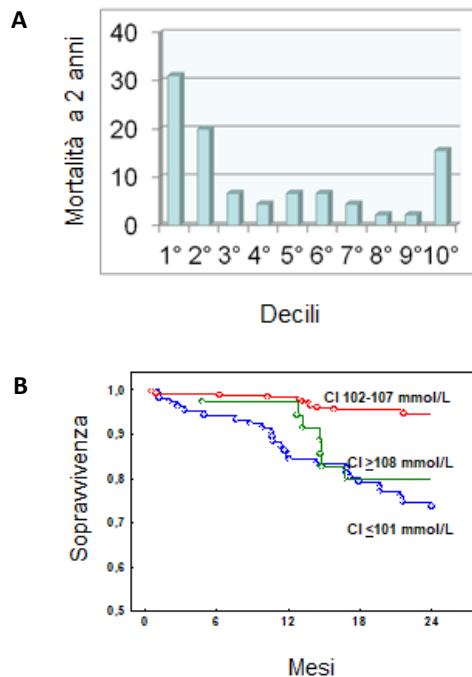 A
Mortalità a 2 anni
40
30
20
10
0
1° 2° 3° 4° 5° 6° 7° 8° 9° 10°
Decili
B
Sopravvivenza
1,0
0,9
0,8
0,7
0,6
0,5
Cl 102-107 mmol/L
Cl ≥108 mmol/L
Cl ≤101 mmol/L
0 6 12 18 24
Mesi